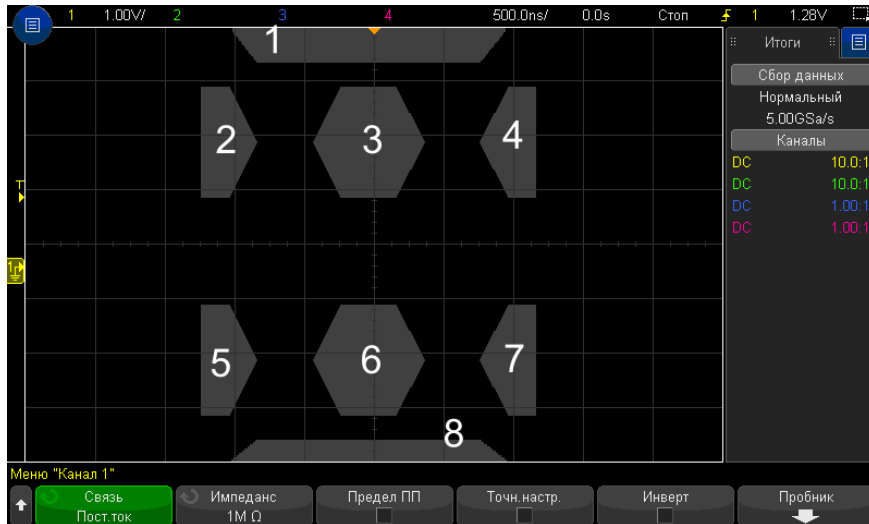 1 1.00V/ 2 3 4 500.0ns/ 0.0s Стоп 1 1.28V
Итоги
Сбор данных
Нормальный
5.00GSa/s
Каналы
DC 10.0:1
DC 10.0:1
DC 1.00:1
DC 1.00:1
1
2 3 4
T
1
5 6 7
8
Меню "Канал 1"
Связь Импеданс Предел ПП Точн.настр. Инверт Пробник
Пост.ток 1M Ω